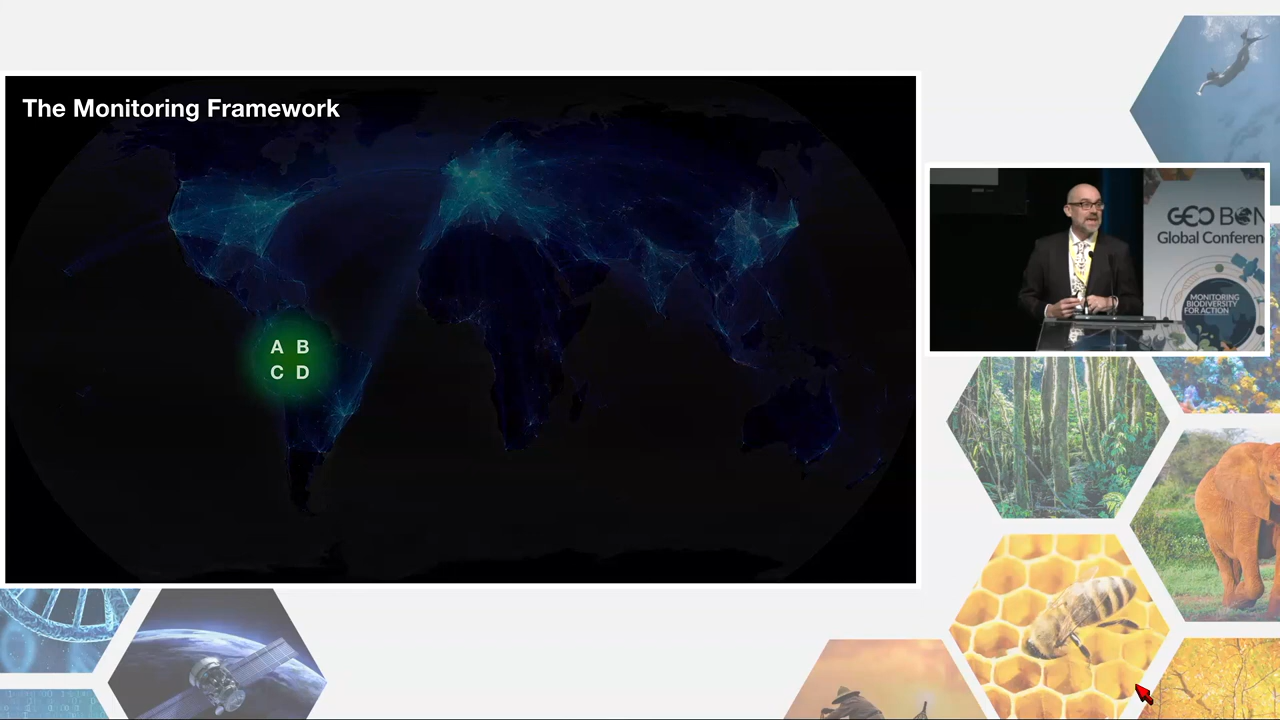 The Monitoring Framework
A B
C D
GEO BON
Global Conferen
MONITORING
BIODIVERSITY
FOR ACTION